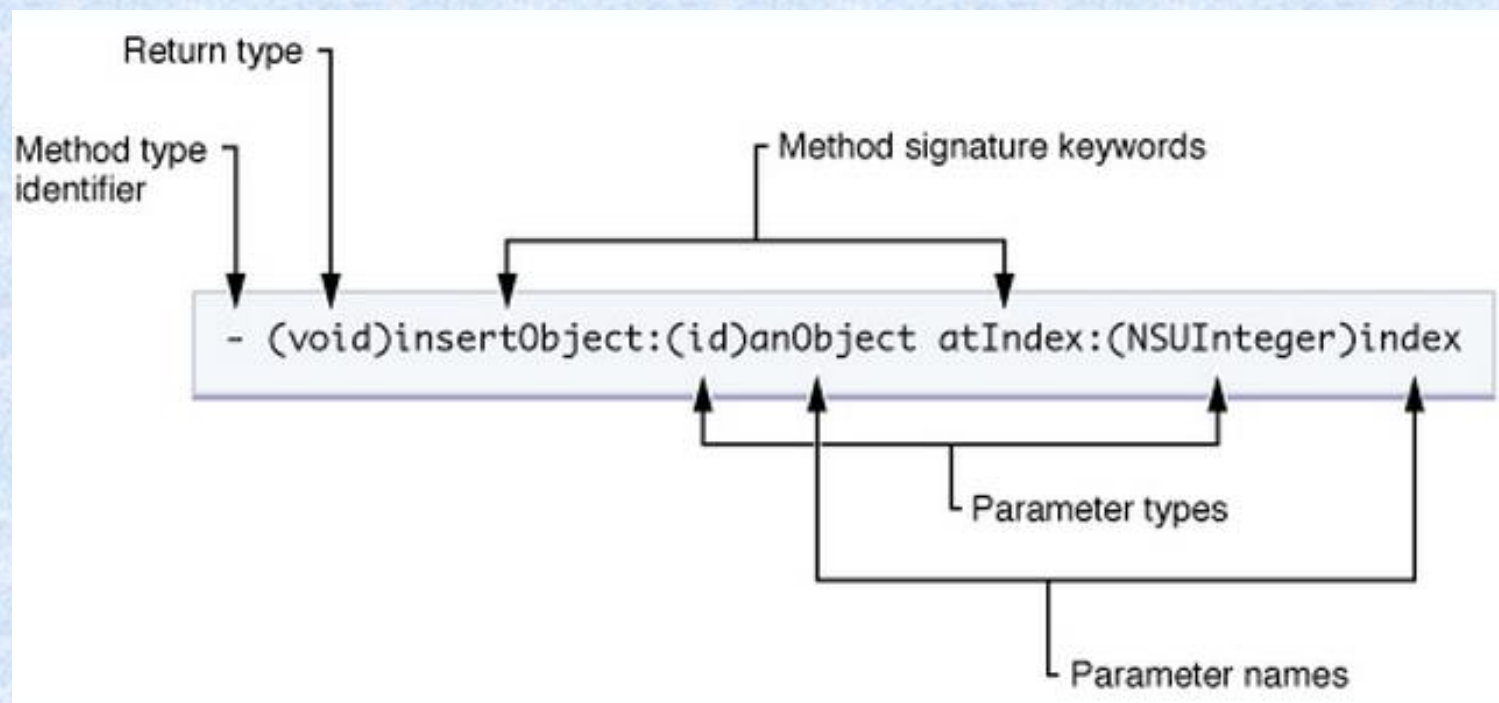 Return type
Method type
identifier
Method signature keywords
- (void)insertObject:(id)anObject atIndex:(NSUInteger)index
Parameter types
Parameter names